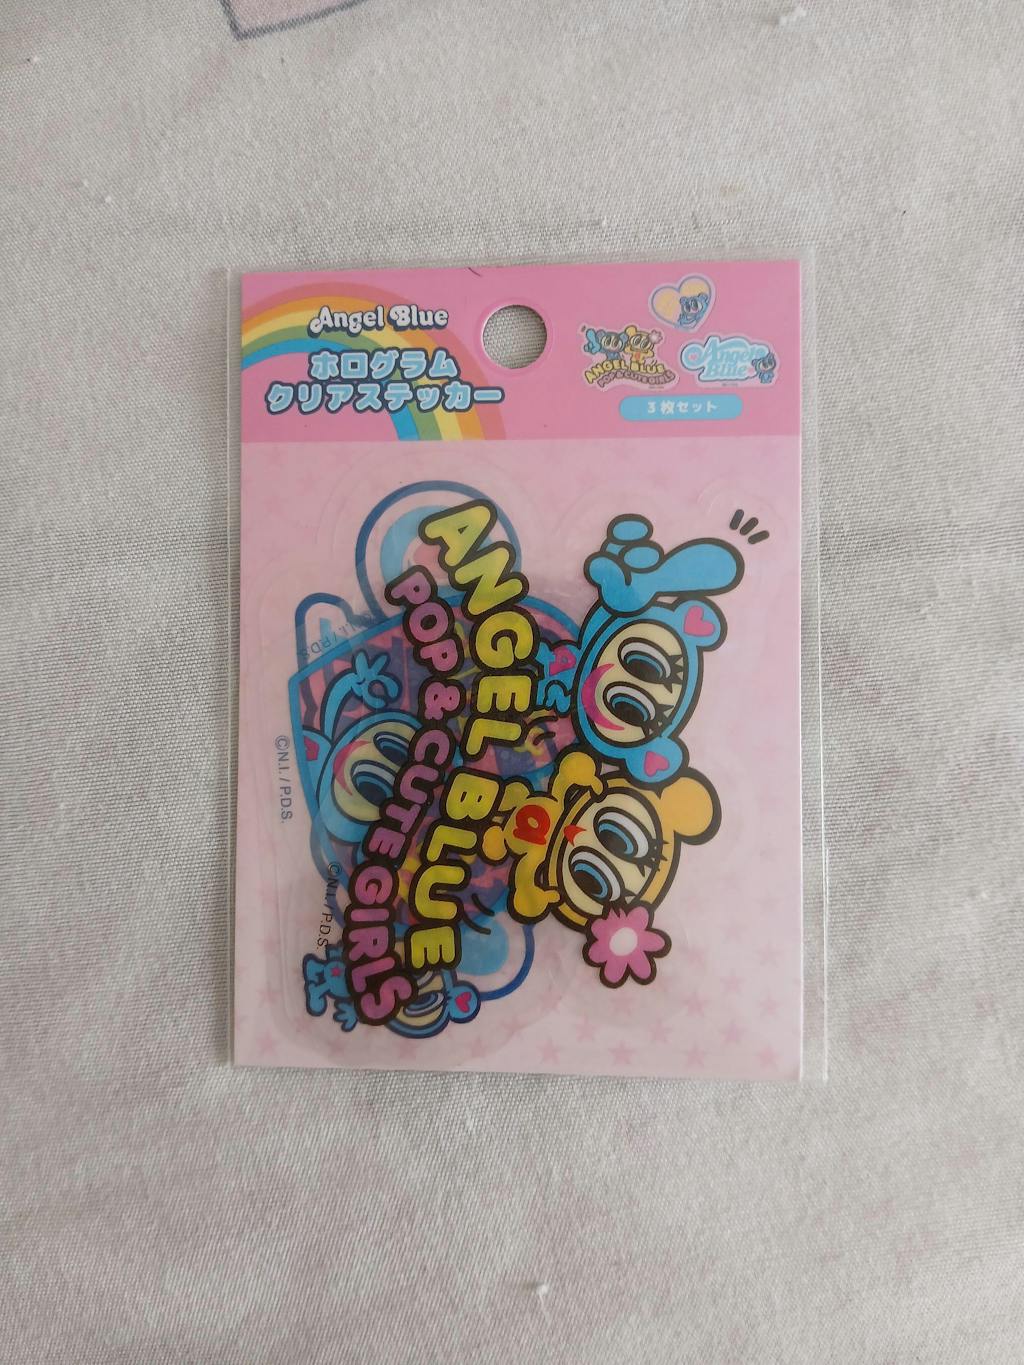 Angel Blue
ホログラム
クリアステッカー
ANGEL BLUE
POP & CUTE GIRLS
Angel
Blue
3枚セット
ANGEL BLUE
POP & CUTE GIRLS
N.I./P.D.S.
©N.I./P.D.S.
©N.I./P.D.S.